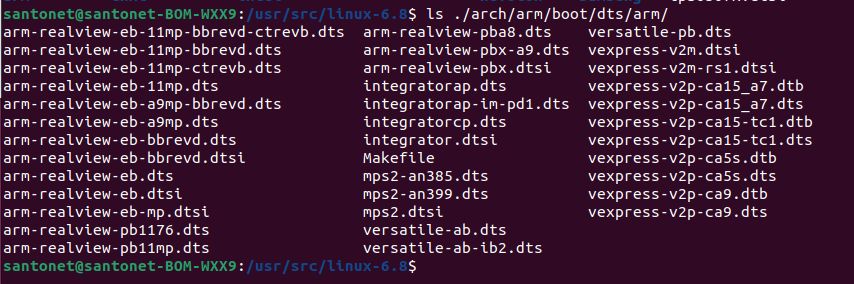 santonet@santonet-BOM-WXX9:/usr/src/linux-6.8$ ls ./arch/arm/boot/dts/arm/
arm-realview-eb-11mp-bbrevd-ctrevb.dts  arm-realview-pba8.dts    versatile-pb.dts
arm-realview-eb-11mp-bbrevd.dts         arm-realview-pbx-a9.dts  vexpress-v2m.dtsi
arm-realview-eb-11mp-ctrevb.dts         arm-realview-pbx.dtsi    vexpress-v2m-rs1.dtsi
arm-realview-eb-11mp.dts                integratorap.dts         vexpress-v2p-ca15_a7.dtb
arm-realview-eb-a9mp-bbrevd.dts         integratorap-im-pd1.dts  vexpress-v2p-ca15_a7.dts
arm-realview-eb-a9mp.dts                integratorcp.dts         vexpress-v2p-ca15-tc1.dtb
arm-realview-eb-bbrevd.dts              integrator.dtsi          vexpress-v2p-ca15-tc1.dts
arm-realview-eb-bbrevd.dtsi             Makefile                 vexpress-v2p-ca5s.dtb
arm-realview-eb.dts                     mps2-an385.dts           vexpress-v2p-ca5s.dts
arm-realview-eb.dtsi                    mps2-an399.dts           vexpress-v2p-ca9.dtb
arm-realview-eb-mp.dtsi                 mps2.dtsi                vexpress-v2p-ca9.dts
arm-realview-pb1176.dts                 versatile-ab.dts
arm-realview-pb11mp.dts                 versatile-ab-ib2.dts
santonet@santonet-BOM-WXX9:/usr/src/linux-6.8$